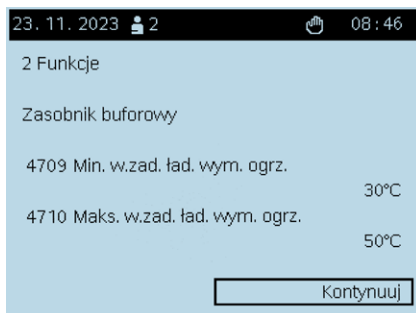 23. 11. 2023 2 08:46
2 Funkcje
Zasobnik buforowy
4709 Min. w.zad. ład. wym. ogrz.
30°C
4710 Maks. w.zad. ład. wym. ogrz.
50°C
Kontynuuj